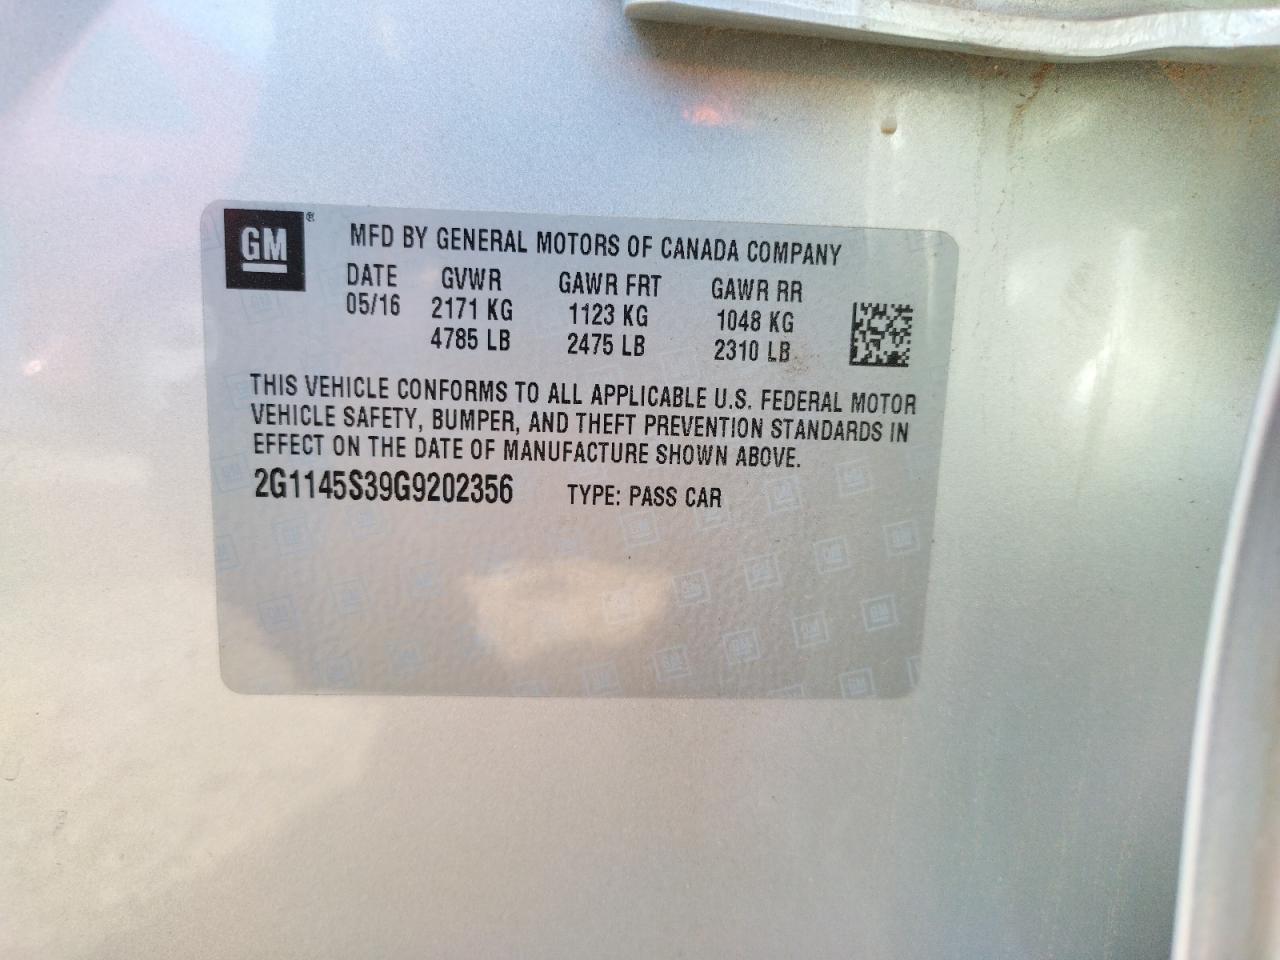 GM®
MFD BY GENERAL MOTORS OF CANADA COMPANY
DATE GVWR GAWR FRT GAWR RR
05/16 2171 KG 1123 KG 1048 KG
4785 LB 2475 LB 2310 LB
THIS VEHICLE CONFORMS TO ALL APPLICABLE U.S. FEDERAL MOTOR
VEHICLE SAFETY, BUMPER, AND THEFT PREVENTION STANDARDS IN
EFFECT ON THE DATE OF MANUFACTURE SHOWN ABOVE.
2G1145S39G9202356 TYPE: PASS CAR